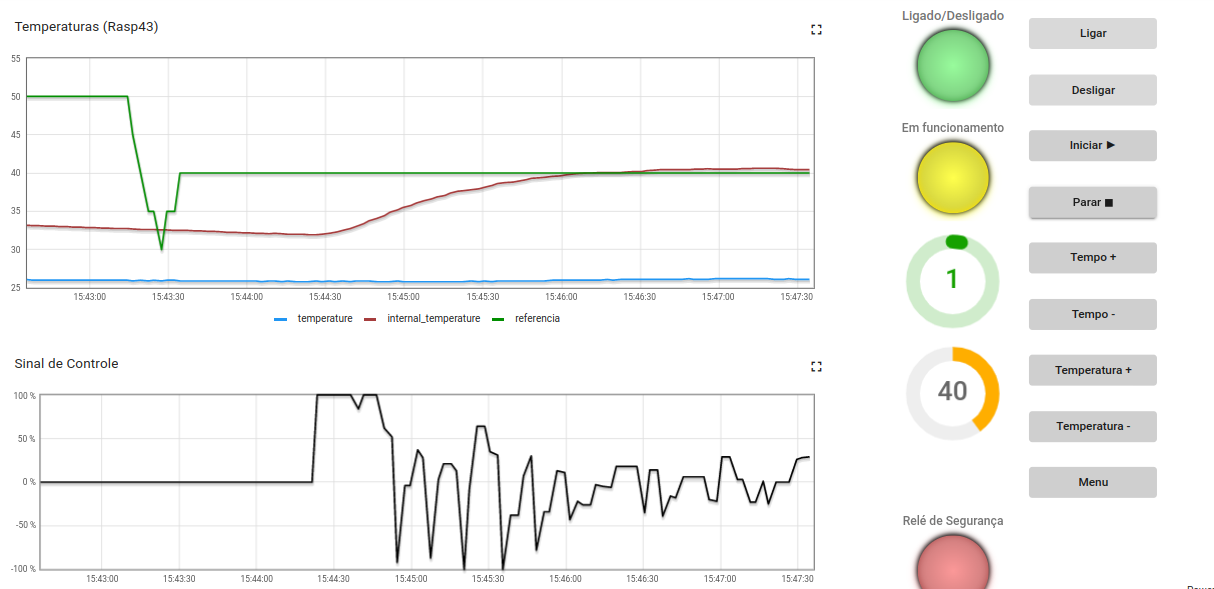 Temperaturas (Rasp43)
55
50
45
40
35
30
25
15:43:00 15:43:30 15:44:00 15:44:30 15:45:00 15:45:30 15:46:00 15:46:30 15:47:00 15:47:30
temperature internal_temperature referencia
Sinal de Controle
100 %
50 %
0 %
-50 %
-100 %
15:43:00 15:43:30 15:44:00 15:44:30 15:45:00 15:45:30 15:46:00 15:46:30 15:47:00 15:47:30
Ligado/Desligado
Em funcionamento
1
40
Relé de Segurança
Ligar
Desligar
Iniciar ▶
Parar ■
Tempo +
Tempo -
Temperatura +
Temperatura -
Menu